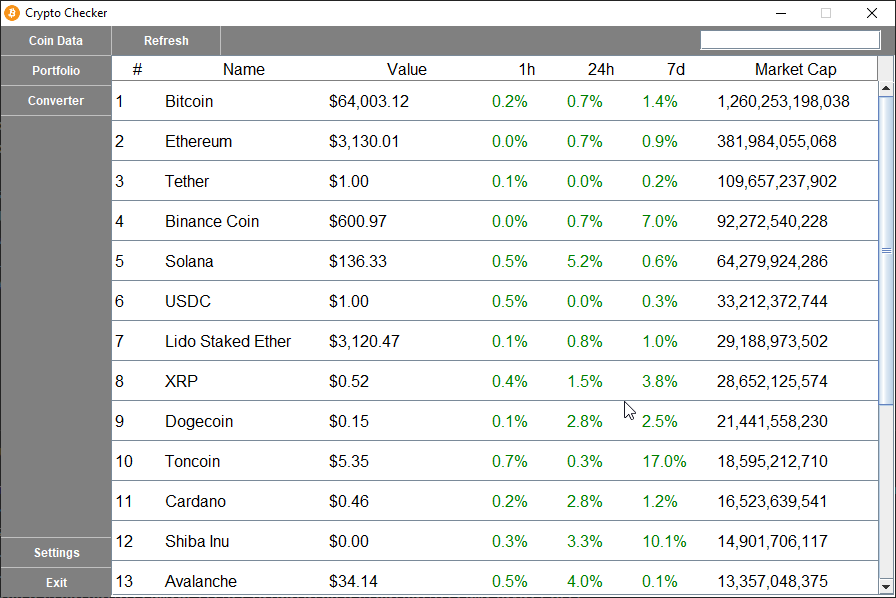 Crypto Checker
Coin Data Refresh
Portfolio
Converter
# Name Value 1h 24h 7d Market Cap
1 Bitcoin $64,003.12 0.2% 0.7% 1.4% 1,260,253,198,038
2 Ethereum $3,130.01 0.0% 0.7% 0.9% 381,984,055,068
3 Tether $1.00 0.1% 0.0% 0.2% 109,657,237,902
4 Binance Coin $600.97 0.0% 0.7% 7.0% 92,272,540,228
5 Solana $136.33 0.5% 5.2% 0.6% 64,279,924,286
6 USDC $1.00 0.5% 0.0% 0.3% 33,212,372,744
7 Lido Staked Ether $3,120.47 0.1% 0.8% 1.0% 29,188,973,502
8 XRP $0.52 0.4% 1.5% 3.8% 28,652,125,574
9 Dogecoin $0.15 0.1% 2.8% 2.5% 21,441,558,230
10 Toncoin $5.35 0.7% 0.3% 17.0% 18,595,212,710
11 Cardano $0.46 0.2% 2.8% 1.2% 16,523,639,541
12 Shiba Inu $0.00 0.3% 3.3% 10.1% 14,901,706,117
13 Avalanche $34.14 0.5% 4.0% 0.1% 13,357,048,375
Settings
Exit